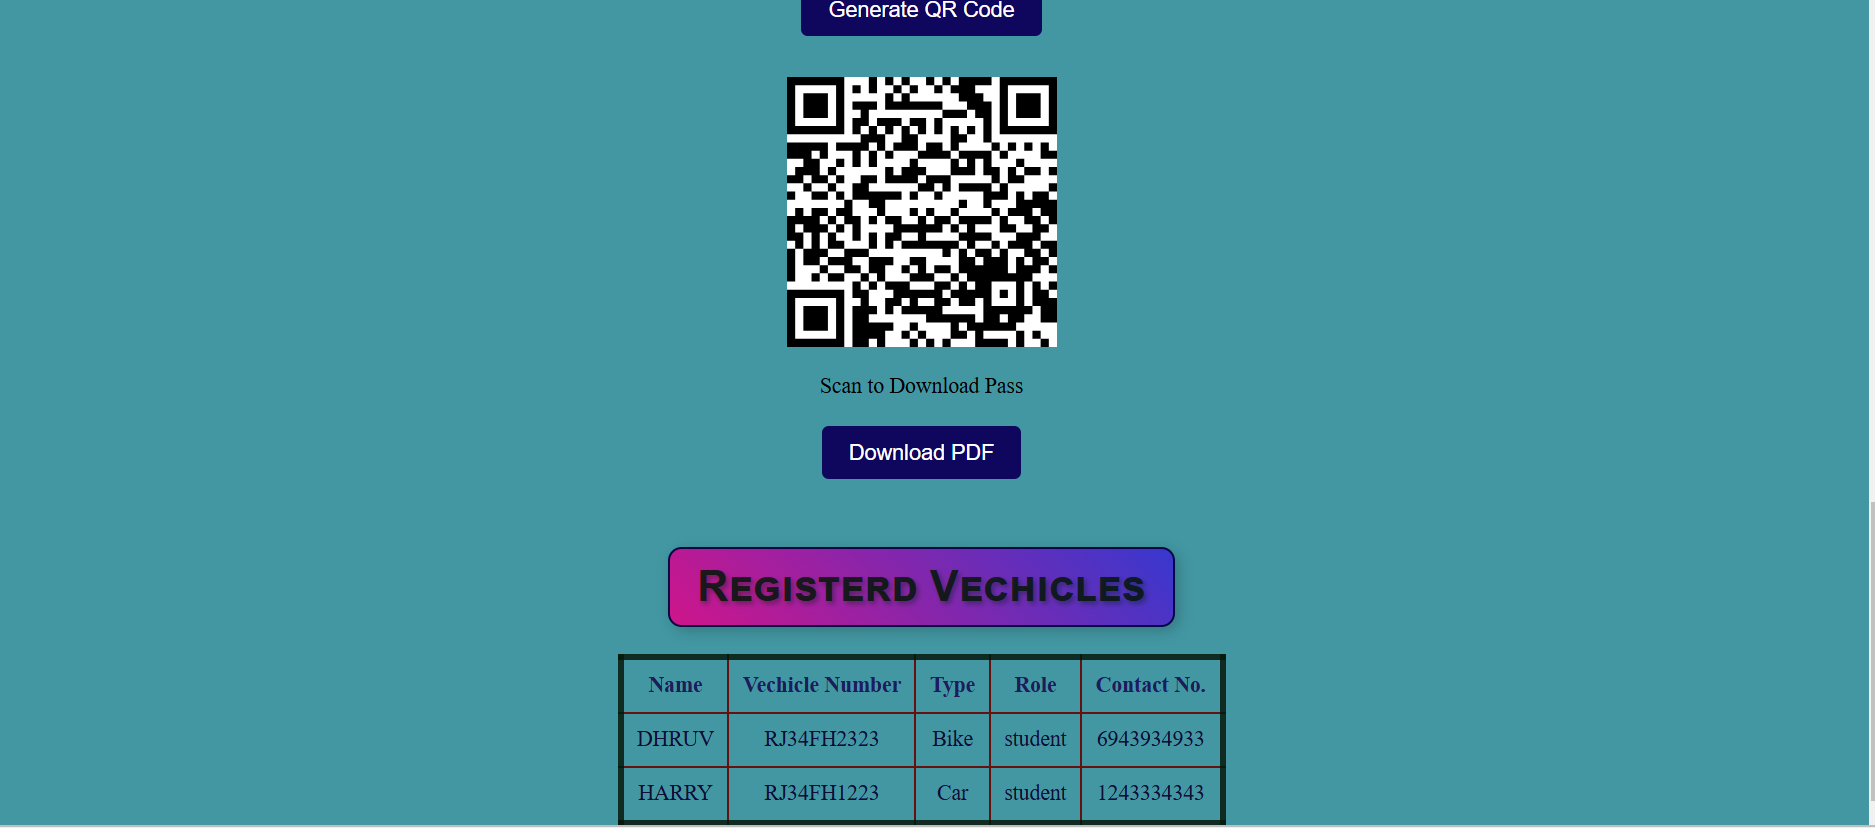 Generate QR Code
Scan to Download Pass
Download PDF
Registerd Vechicles
Name Vechicle Number Type Role Contact No.
DHRUV RJ34FH2323 Bike student 6943934933
HARRY RJ34FH1223 Car student 1243334343